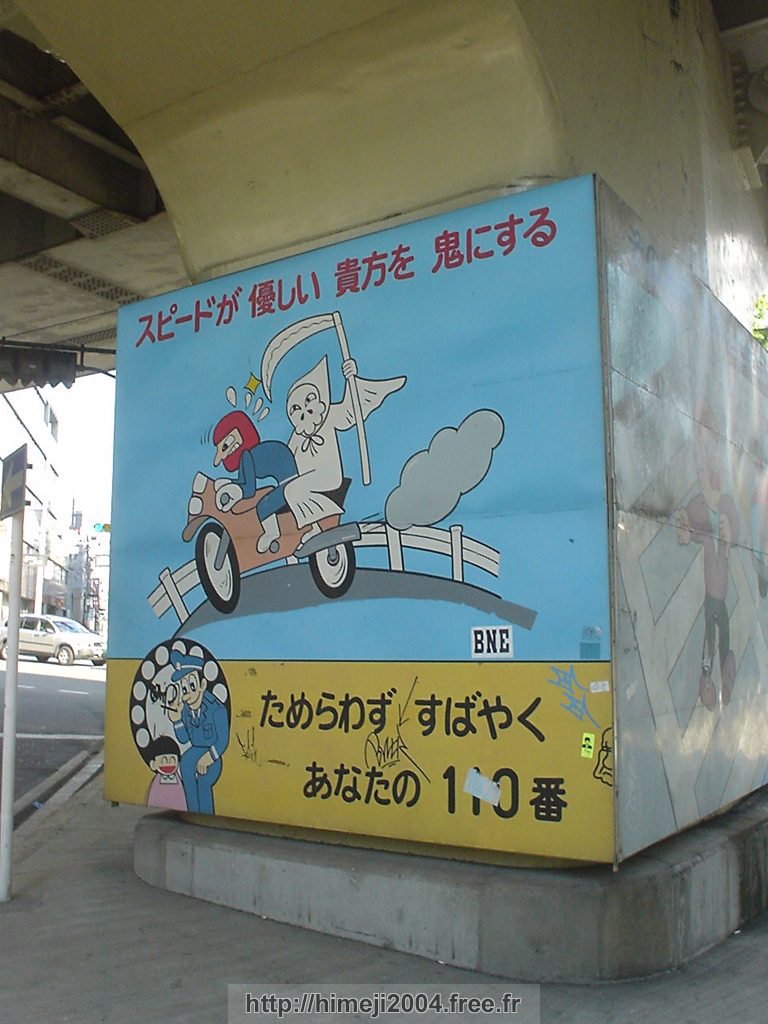 スピードが 優しい 貴方を 鬼にする
BNE
ためらわず すばやく
あなたの 110番
http://himeji2004.free.fr